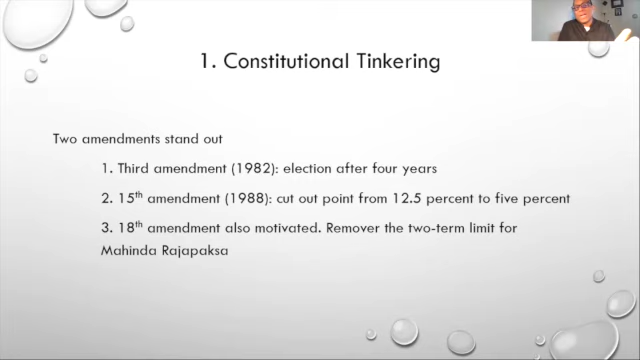 1. Constitutional Tinkering
Two amendments stand out
1. Third amendment (1982): election after four years
2. 15th amendment (1988): cut out point from 12.5 percent to five percent
3. 18th amendment also motivated. Remover the two-term limit for
Mahinda Rajapaksa